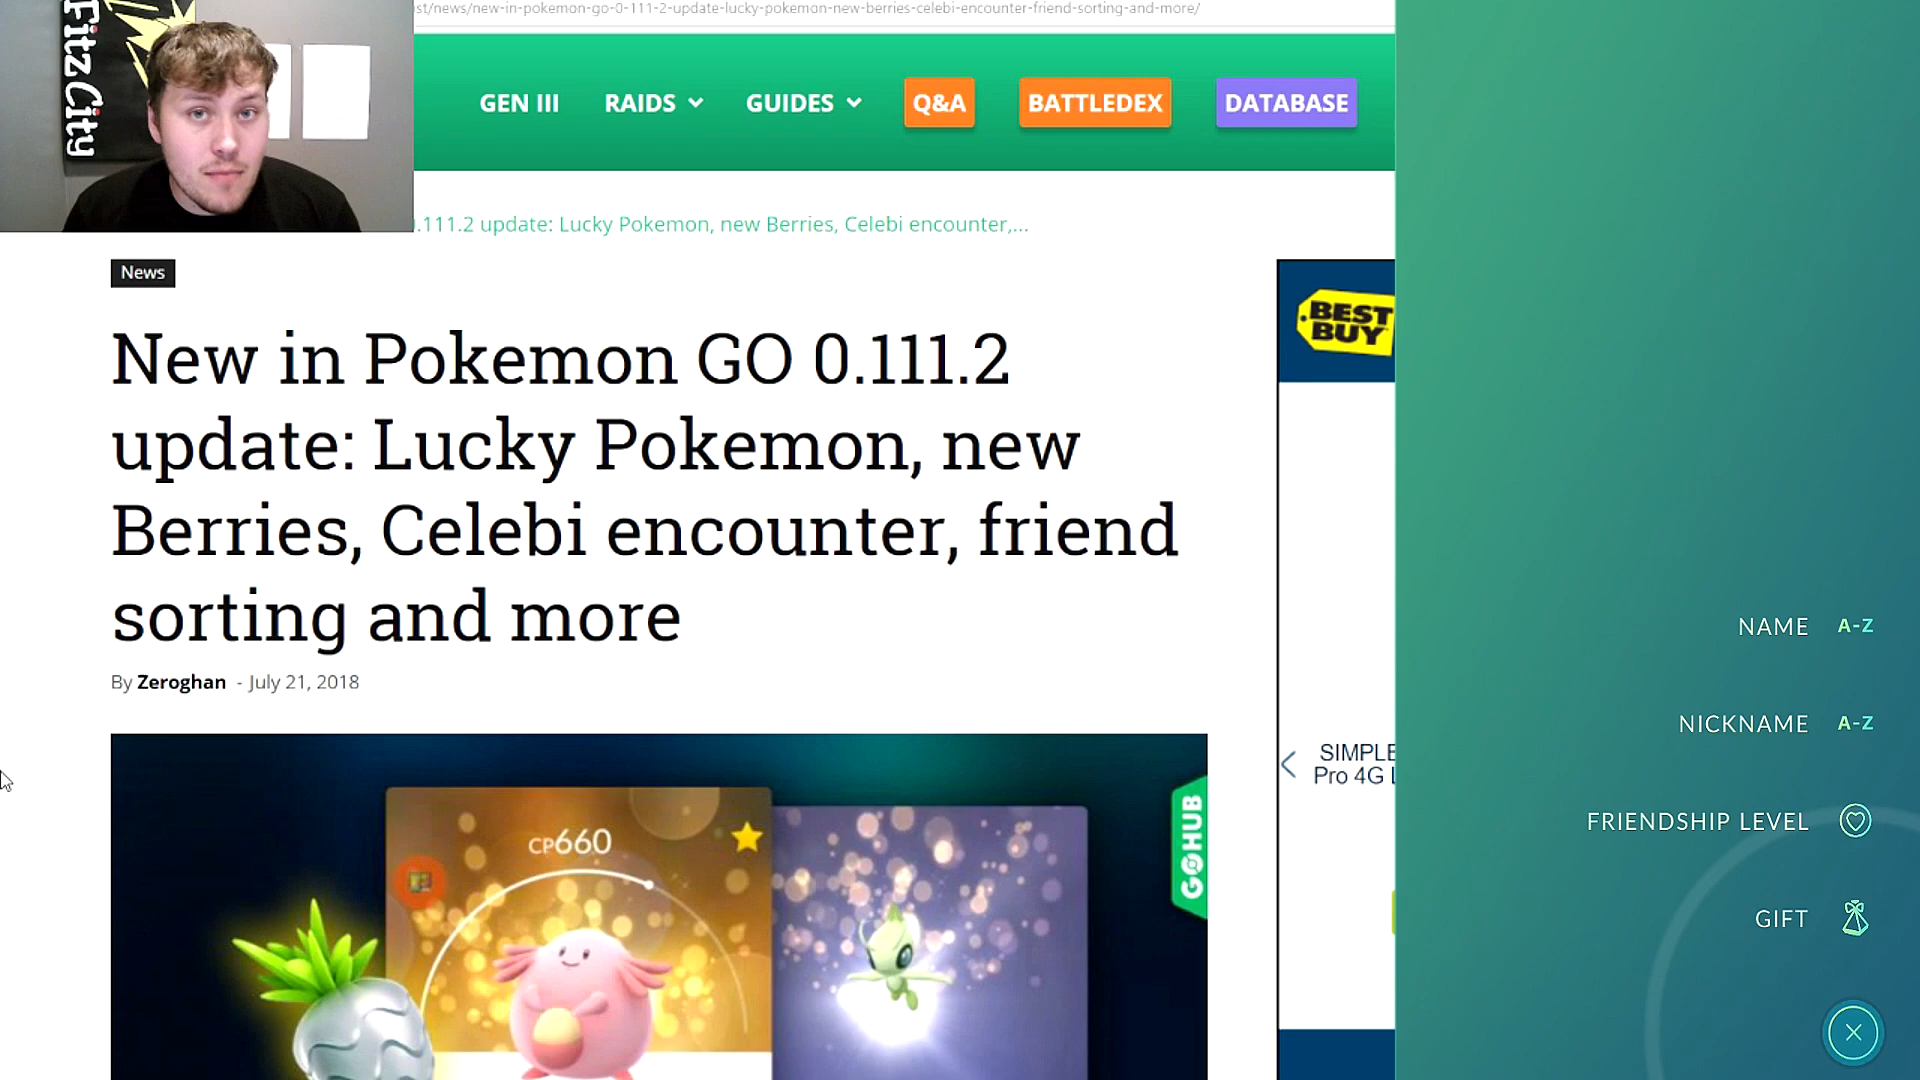 st/news/new-in-pokemon-go-0-111-2-update-lucky-pokemon-new-berries-celebi-encounter-friend-sorting-and-more/
FitzCity
GEN III RAIDS GUIDES Q&A BATTLEDEX DATABASE
0.111.2 update: Lucky Pokemon, new Berries, Celebi encounter,...
News
New in Pokemon GO 0.111.2
update: Lucky Pokemon, new
Berries, Celebi encounter, friend
sorting and more
By Zeroghan - July 21, 2018
BEST
BUY
SIMPLE
Pro 4G L
CP660
GOHUB
NAME A-Z
NICKNAME A-Z
FRIENDSHIP LEVEL
GIFT